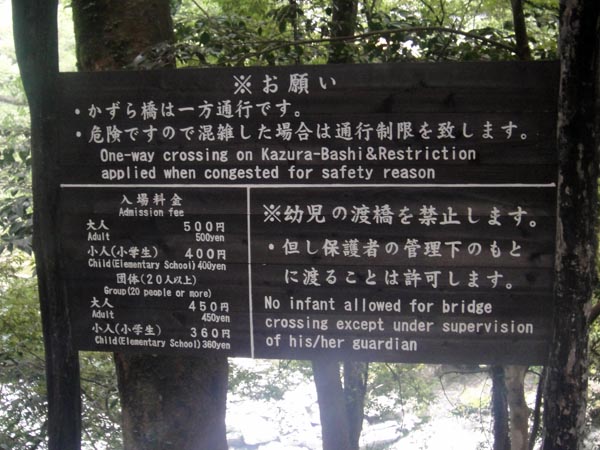 ※お願い
・かずら橋は一方通行です。
・危険ですので混雑した場合は通行制限を致します。
One-way crossing on Kazura-Bashi&Restriction
applied when congested for safety reason
入場料金
Admission fee
大人 500円
Adult 500yen
小人(小学生) 400円
Child(Elementary School) 400yen
団体(20人以上)
Group(20 people or more)
大人 450円
Adult 450yen
小人(小学生) 360円
Child(Elementary School) 360yen
※幼児の渡橋を禁止します。
・但し保護者の管理下のもと
に渡ることは許可します。
No infant allowed for bridge
crossing except under supervision
of his/her guardian